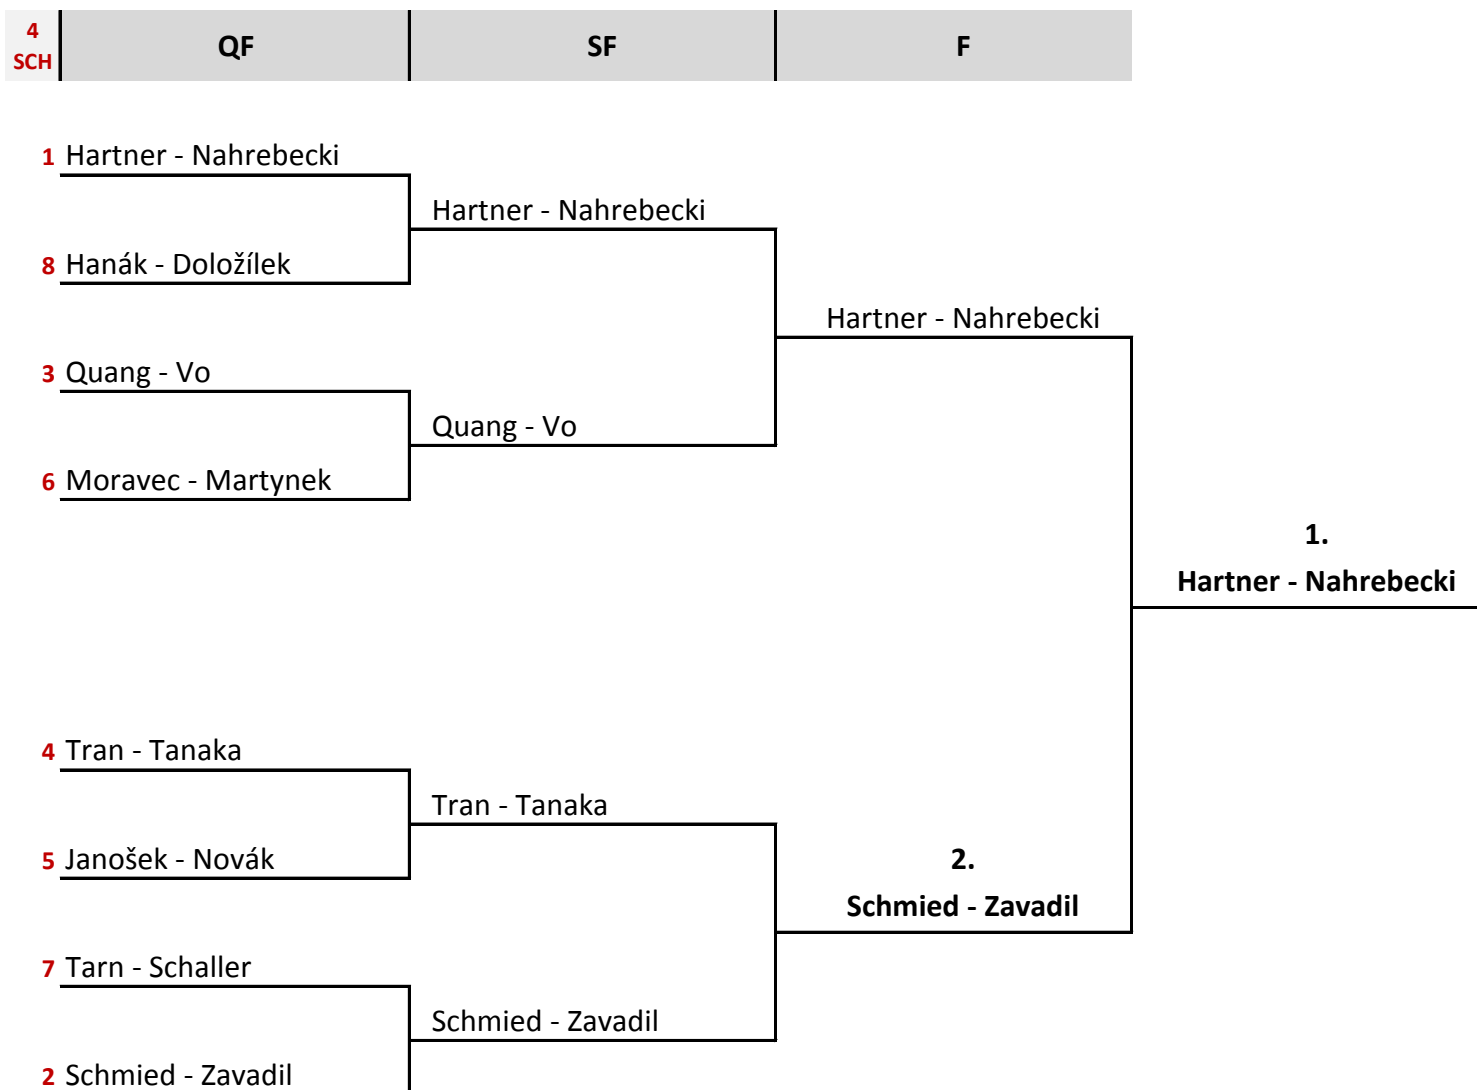 4
SCH
QF
SF
F
1 Hartner - Nahrebecki
Hartner - Nahrebecki
8 Hanák - Doložílek
Hartner - Nahrebecki
3 Quang - Vo
Quang - Vo
6 Moravec - Martynek
1.
Hartner - Nahrebecki
4 Tran - Tanaka
Tran - Tanaka
5 Janošek - Novák
2.
Schmied - Zavadil
7 Tarn - Schaller
Schmied - Zavadil
2 Schmied - Zavadil